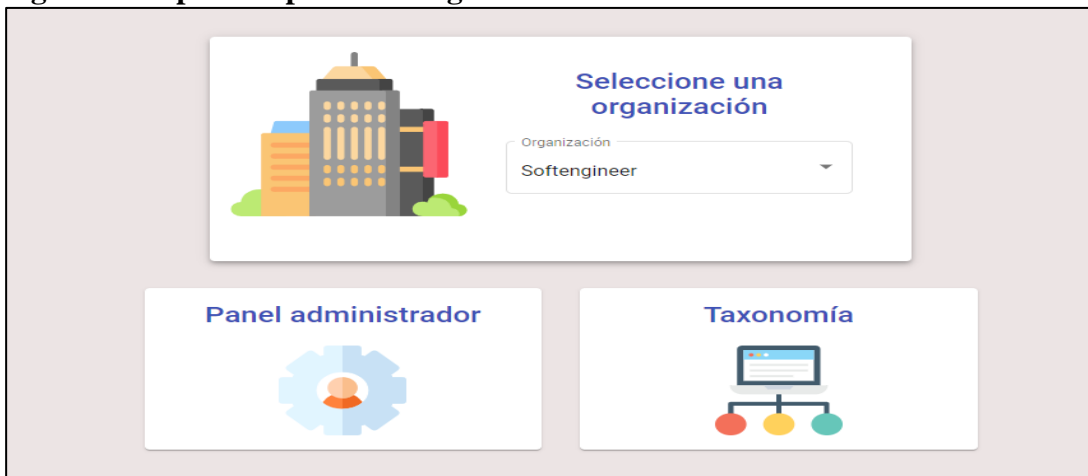 Seleccione una
organización
Organización
Softengineer
Panel administrador
Taxonomía